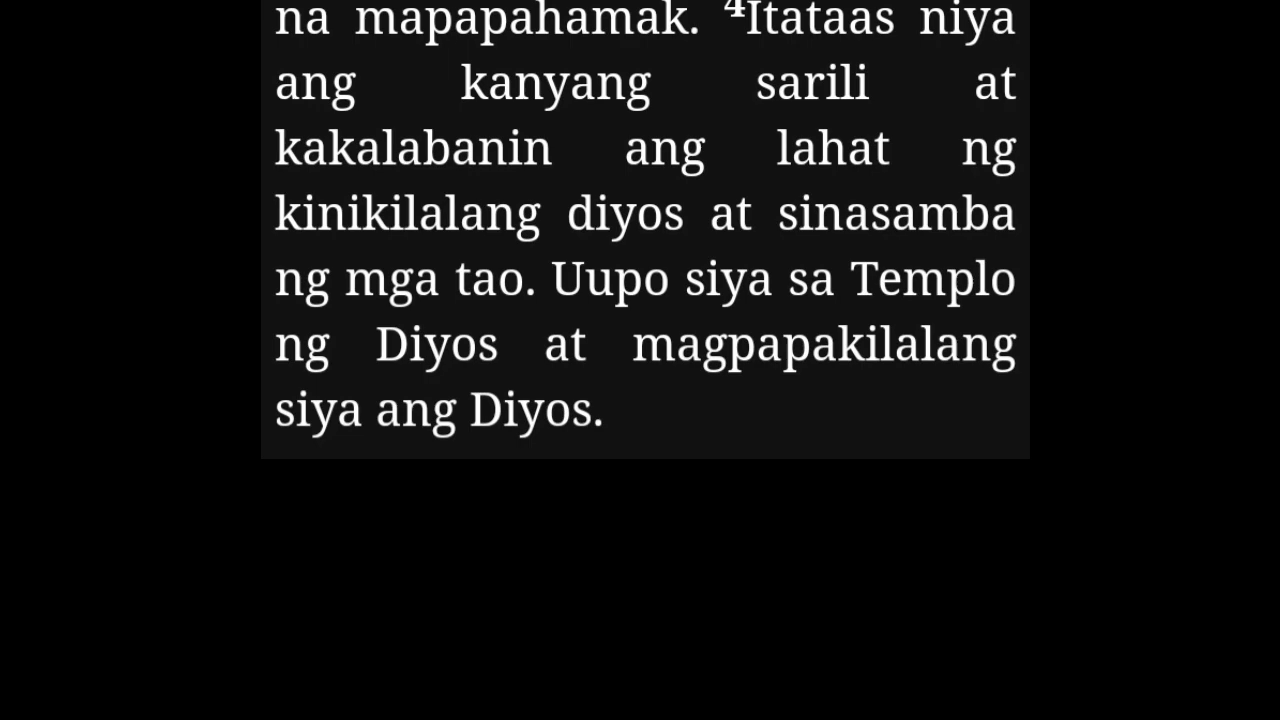 na mapapahamak. ⁴Itataas niya
ang kanyang sarili at
kakalabanin ang lahat ng
kinikilalang diyos at sinasamba
ng mga tao. Uupo siya sa Templo
ng Diyos at magpapakilalang
siya ang Diyos.